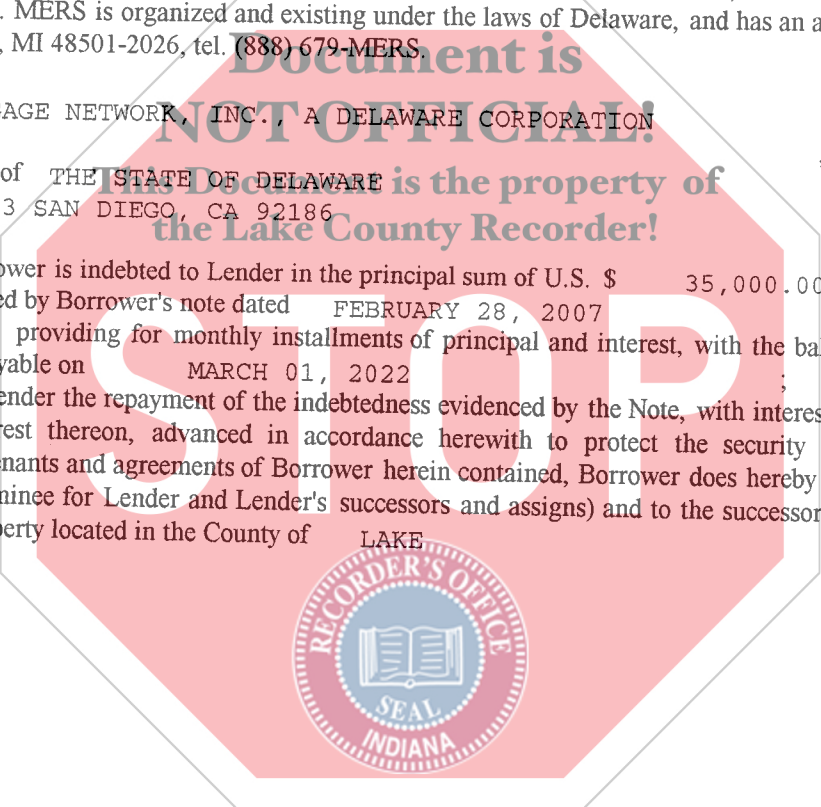 . MERS is organized and existing under the laws of Delaware, and has an a
, MI 48501-2026, tel. (888) 679-MERS.
Document is
AGE NETWORK, INC., A DELAWARE CORPORATION
NOT OFFICIAL!
of THE STATE OF DELAWARE
This Document is the property of
3 SAN DIEGO, CA 92186
the Lake County Recorder!
ower is indebted to Lender in the principal sum of U.S. $ 35,000.00
ed by Borrower's note dated FEBRUARY 28, 2007
providing for monthly installments of principal and interest, with the ba
yable on MARCH 01, 2022 ;
STOP
ender the repayment of the indebtedness evidenced by the Note, with interes
rest thereon, advanced in accordance herewith to protect the security
nants and agreements of Borrower herein contained, Borrower does hereby
minee for Lender and Lender's successors and assigns) and to the successor
perty located in the County of LAKE
RECORDER'S OFFICE
SEAL
INDIANA